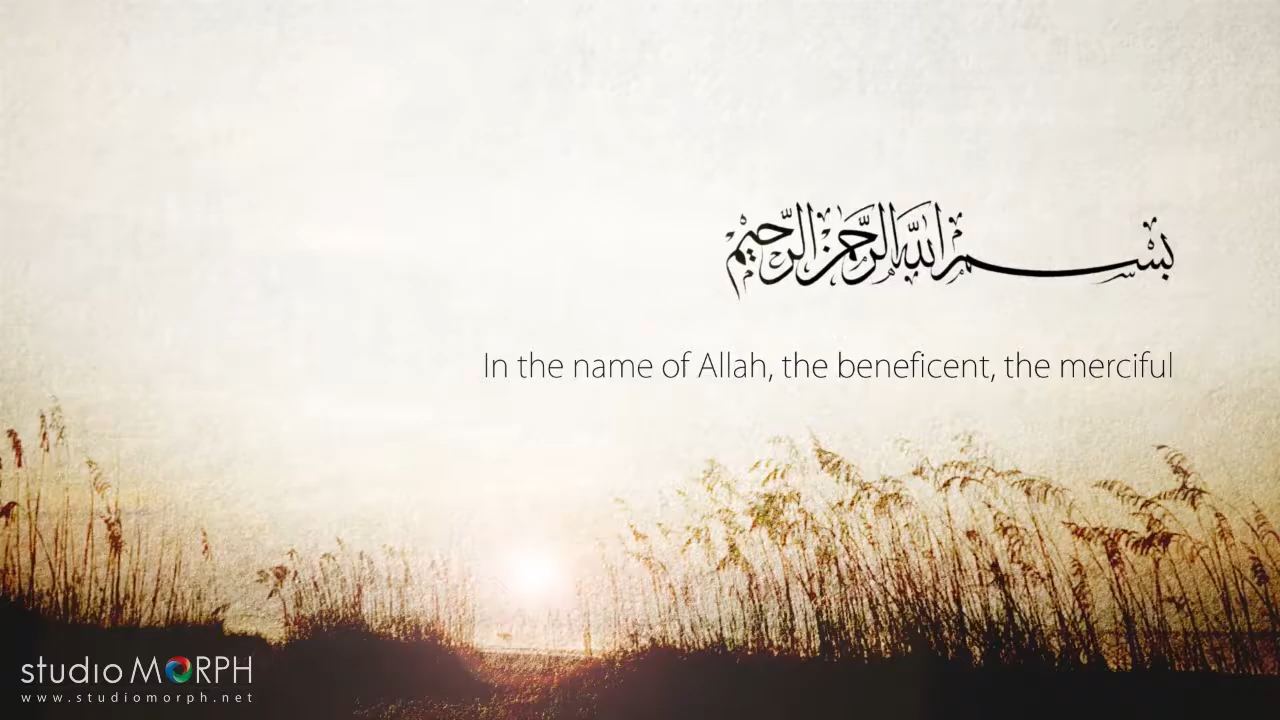 بسم الله الرحمن الرحيم
In the name of Allah, the beneficent, the merciful
studio MORPH
www.studiomorph.net